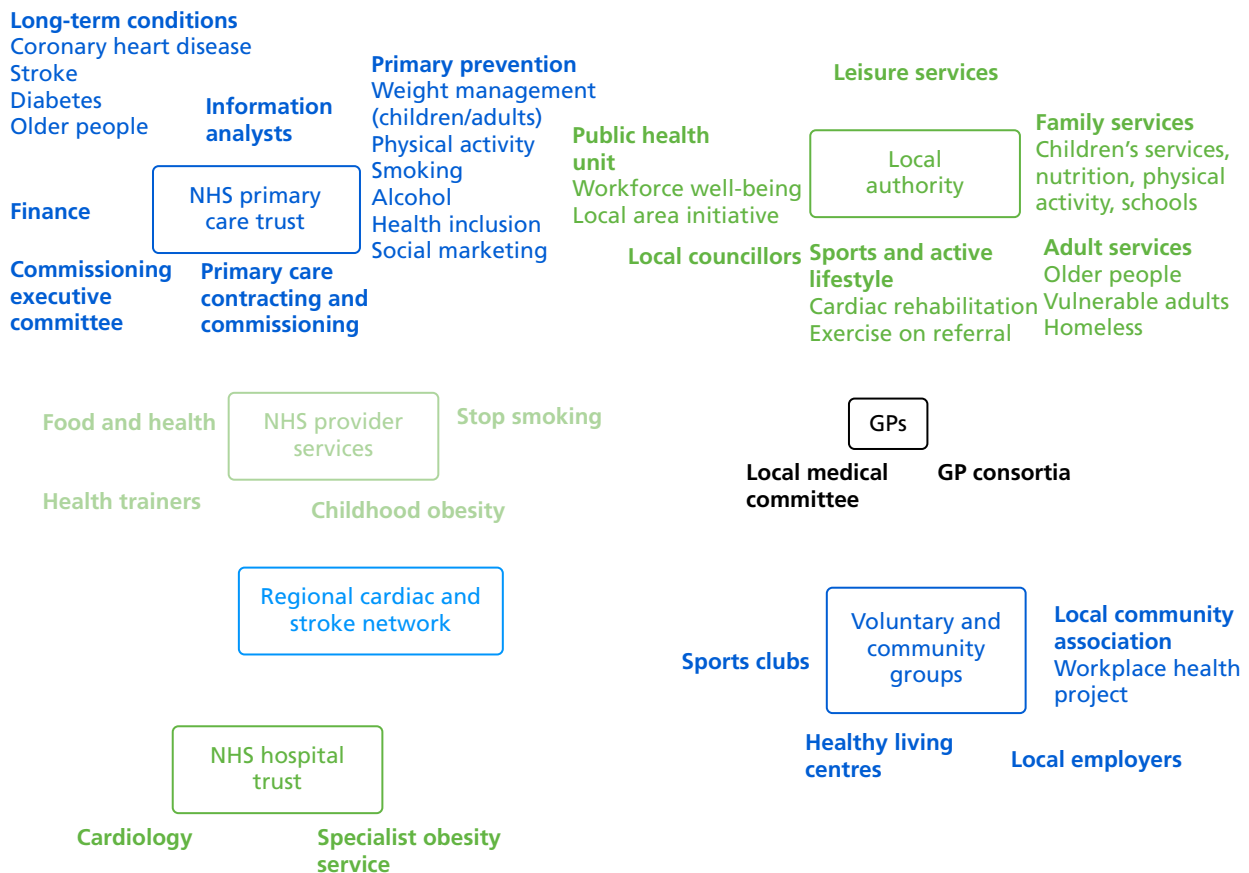 Long-term conditions
Coronary heart disease
Stroke
Diabetes
Older people
Information
analysts
Primary prevention
Weight management
(children/adults)
Physical activity
Smoking
Alcohol
Health inclusion
Social marketing
NHS primary
care trust
Finance
Commissioning
executive
committee
Primary care
contracting and
commissioning
Leisure services
Public health
unit
Workforce well-being
Local area initiative
Local
authority
Family services
Children’s services,
nutrition, physical
activity, schools
Local councillors
Sports and active
lifestyle
Cardiac rehabilitation
Exercise on referral
Adult services
Older people
Vulnerable adults
Homeless
Food and health
NHS provider
services
Stop smoking
Health trainers
Childhood obesity
GPs
Local medical
committee
GP consortia
Regional cardiac and
stroke network
Sports clubs
Voluntary and
community
groups
Local community
association
Workplace health
project
Healthy living
centres
Local employers
NHS hospital
trust
Cardiology
Specialist obesity
service